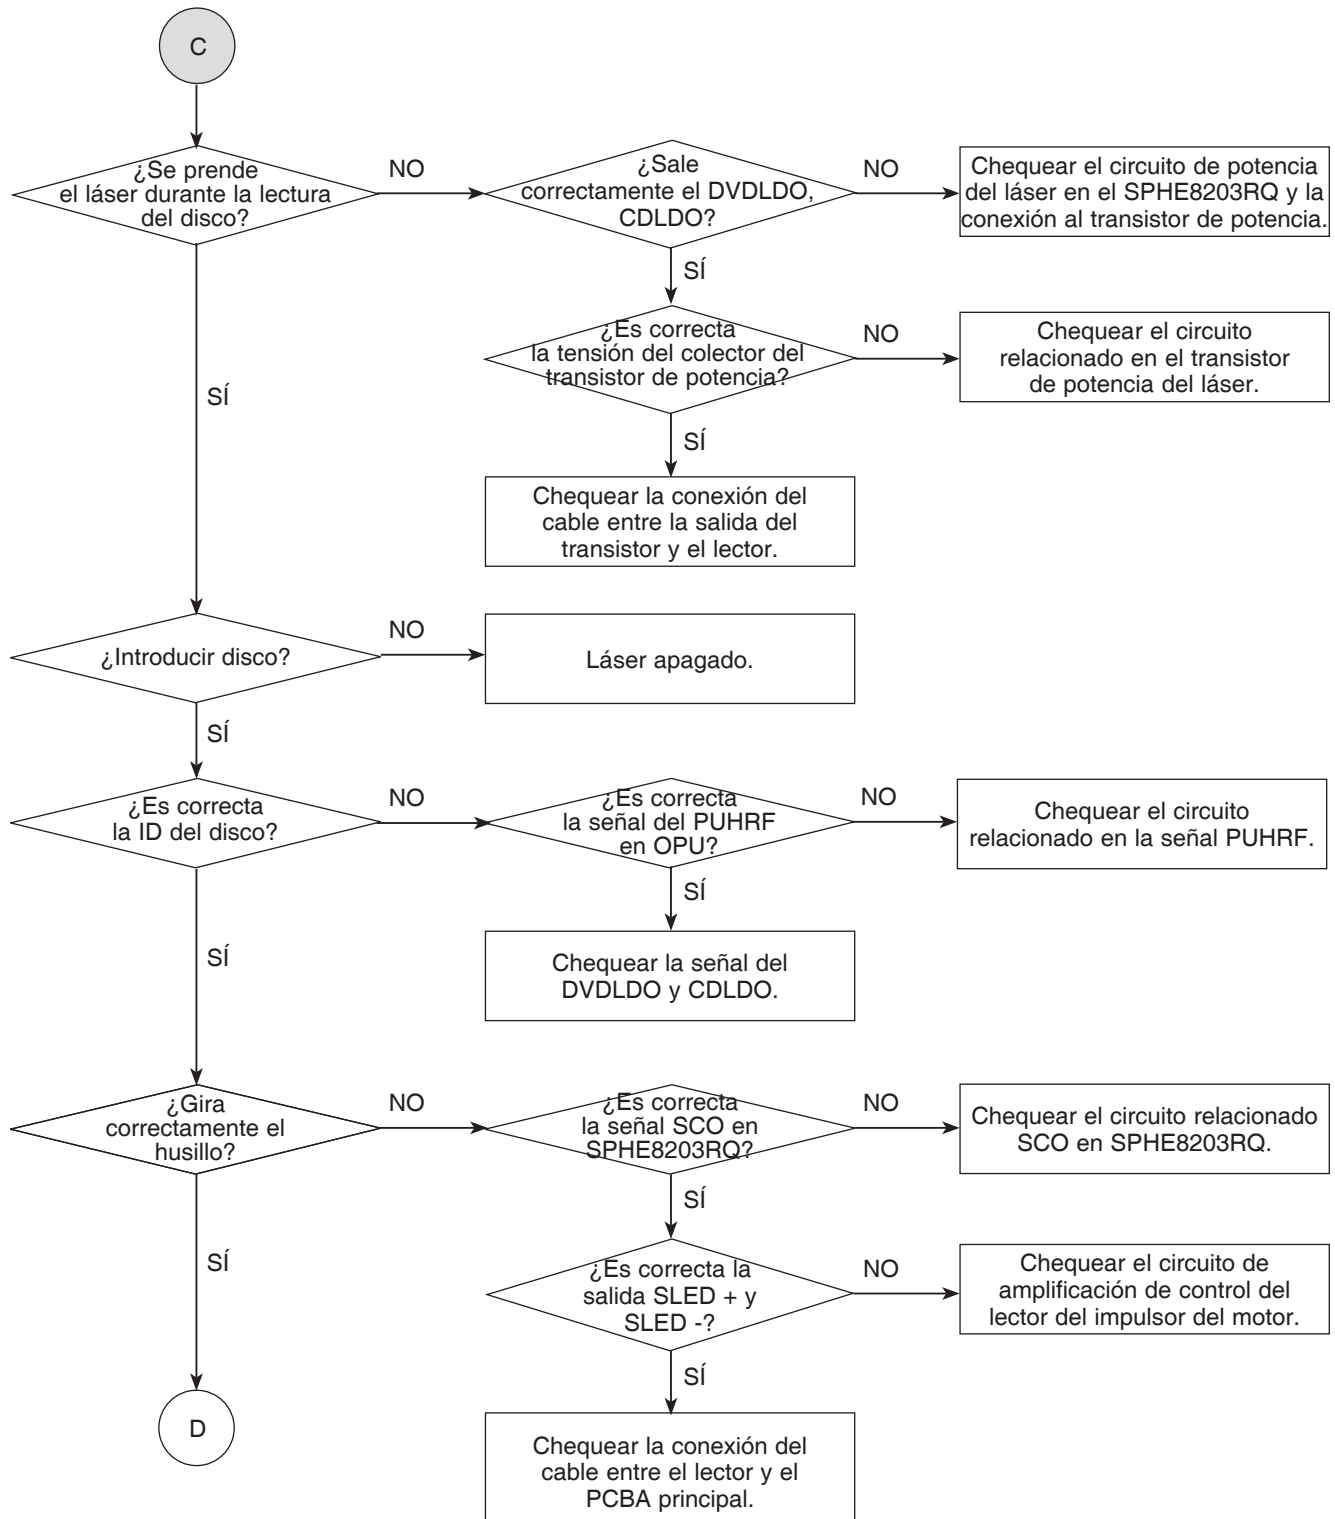 C
¿Se prende
el láser durante la lectura
del disco?
NO
¿Sale
correctamente el DVDLDO,
CDLDO?
NO
Chequear el circuito de potencia
del láser en el SPHE8203RQ y la
conexión al transistor de potencia.
SÍ
¿Es correcta
la tensión del colector del
transistor de potencia?
NO
Chequear el circuito
relacionado en el transistor
de potencia del láser.
SÍ
SÍ
Chequear la conexión del
cable entre la salida del
transistor y el lector.
¿Introducir disco?
NO
Láser apagado.
SÍ
¿Es correcta
la ID del disco?
NO
¿Es correcta
la señal del PUHRF
en OPU?
NO
Chequear el circuito
relacionado en la señal PUHRF.
SÍ
SÍ
Chequear la señal del
DVDLDO y CDLDO.
¿Gira
correctamente el
husillo?
NO
¿Es correcta
la señal SCO en
SPHE8203RQ?
NO
Chequear el circuito relacionado
SCO en SPHE8203RQ.
SÍ
SÍ
¿Es correcta la
salida SLED + y
SLED -?
NO
Chequear el circuito de
amplificación de control del
lector del impulsor del motor.
SÍ
D
Chequear la conexión del
cable entre el lector y el
PCBA principal.